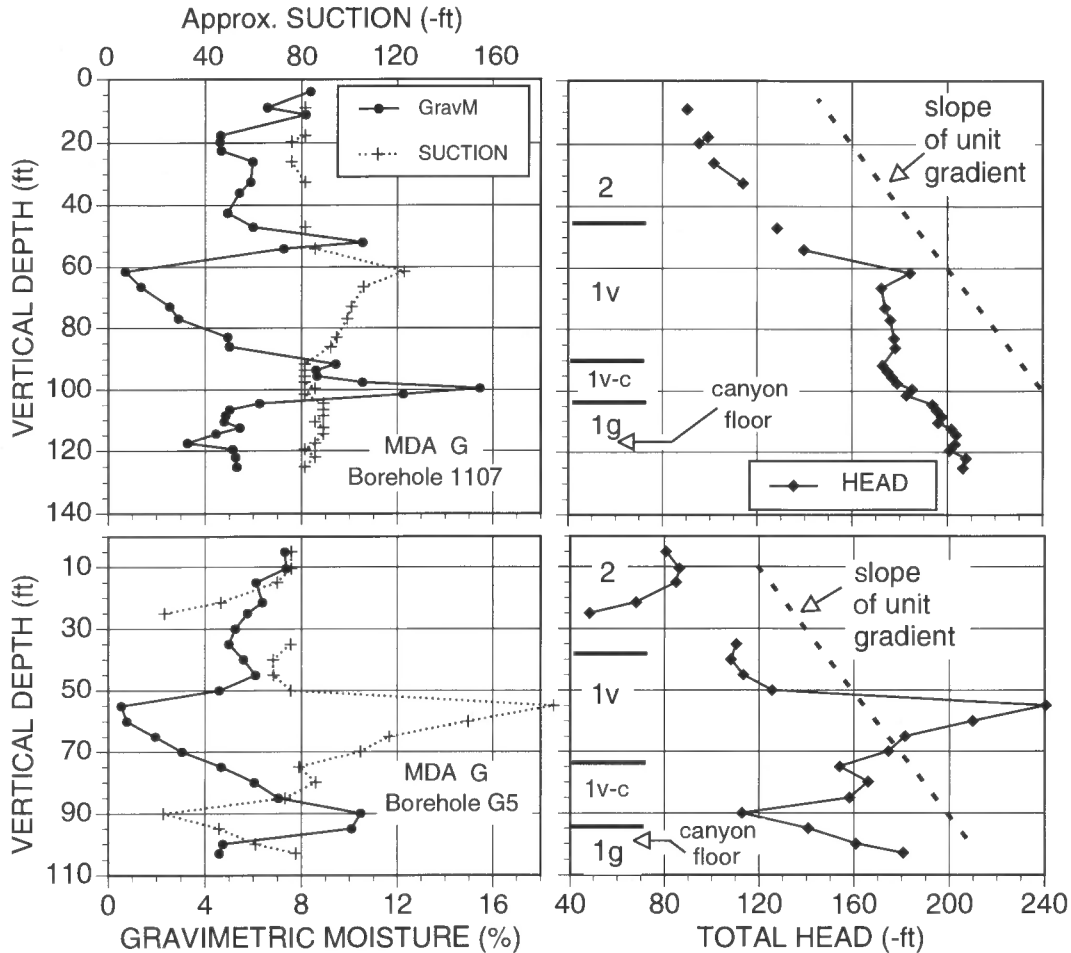 Approx. SUCTION (-ft)
0 40 80 120 160
0
20
40
60
80
100
120
140
VERTICAL DEPTH (ft)
GravM
SUCTION
MDA G
Borehole 1107
2
1v
1v-c
1g
canyon
floor
slope
of unit
gradient
HEAD
10
30
50
70
90
110
VERTICAL DEPTH (ft)
MDA G
Borehole G5
2
1v
1v-c
1g
canyon
floor
slope
of unit
gradient
0 4 8 12 16
GRAVIMETRIC MOISTURE (%)
40 80 120 160 200 240
TOTAL HEAD (-ft)